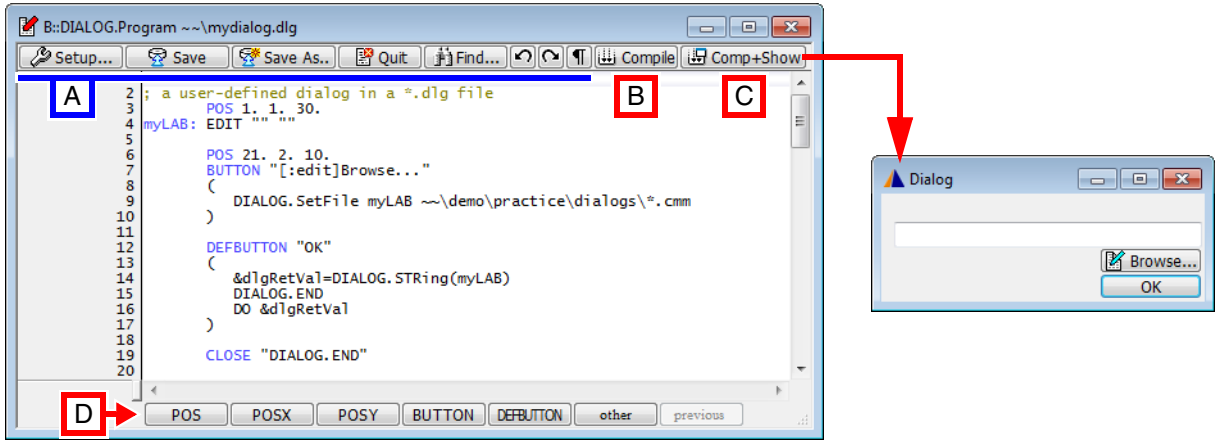 B::DIALOG.Program ~~\mydialog.dlg
Setup... Save Save As.. Quit Find... ¶ Compile Comp+Show
A B C
2 ; a user-defined dialog in a *.dlg file
3 POS 1. 1. 30.
4 myLAB: EDIT "" ""
5
6 POS 21. 2. 10.
7 BUTTON "[:edit]Browse..."
8 (
9 DIALOG.SetFile myLAB ~~\demo\practice\dialogs\*.cmm
10 )
11
12 DEFBUTTON "OK"
13 (
14 &dlgRetVal=DIALOG.STRing(myLAB)
15 DIALOG.END
16 DO &dlgRetVal
17 )
18
19 CLOSE "DIALOG.END"
20
D POS POSX POSY BUTTON DEFBUTTON other previous
Dialog
Browse...
OK